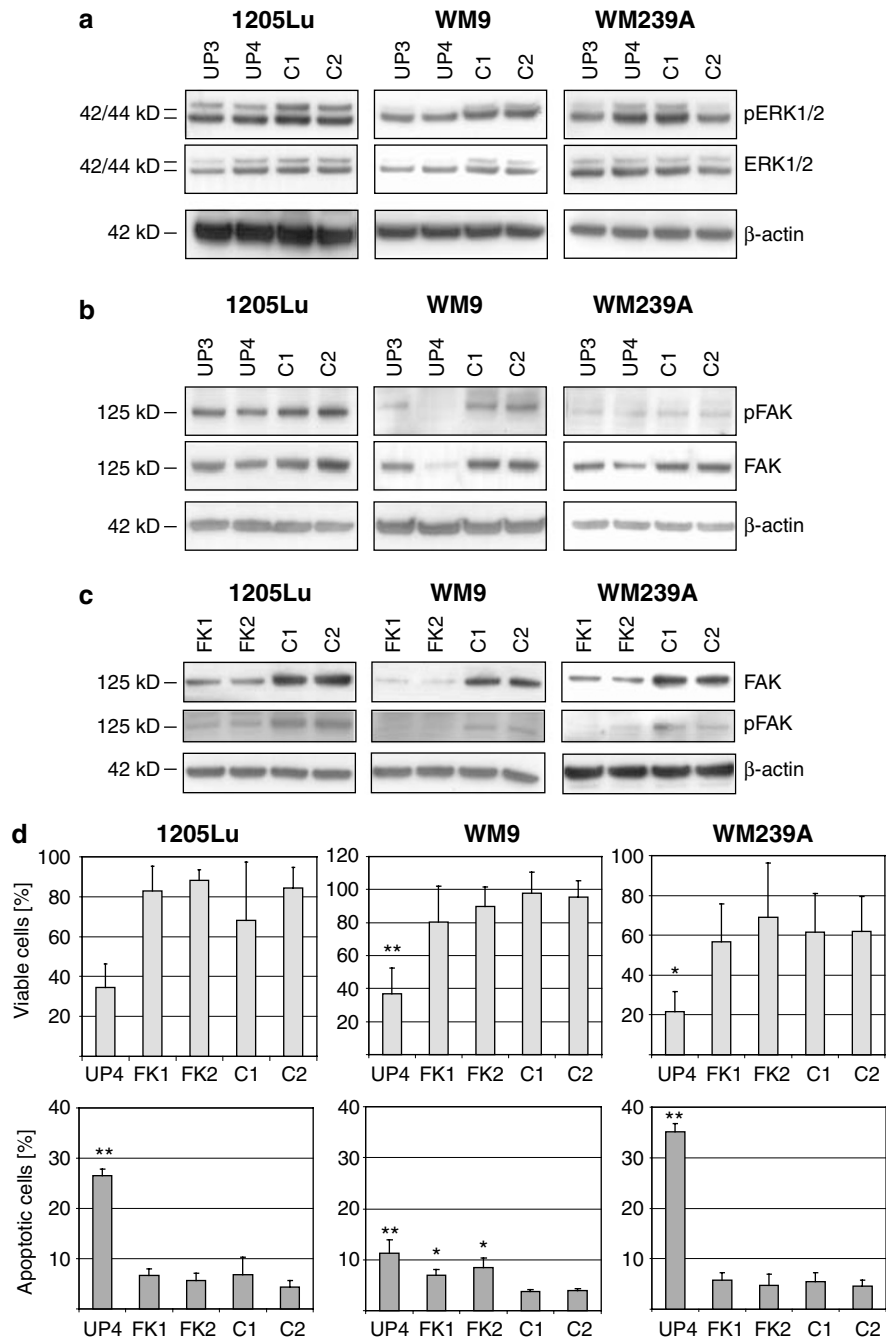 a
1205Lu WM9 WM239A
UP3 UP4 C1 C2 UP3 UP4 C1 C2 UP3 UP4 C1 C2
42/44 kD pERK1/2
42/44 kD ERK1/2
42 kD β-actin
b
1205Lu WM9 WM239A
UP3 UP4 C1 C2 UP3 UP4 C1 C2 UP3 UP4 C1 C2
125 kD pFAK
125 kD FAK
42 kD β-actin
c
1205Lu WM9 WM239A
FK1 FK2 C1 C2 FK1 FK2 C1 C2 FK1 FK2 C1 C2
125 kD FAK
125 kD pFAK
42 kD β-actin
d
1205Lu WM9 WM239A
Viable cells [%]
100 80 60 40 20
120 100 80 60 40 20
100 80 60 40 20
** *
UP4 FK1 FK2 C1 C2 UP4 FK1 FK2 C1 C2 UP4 FK1 FK2 C1 C2
Apoptotic cells [%]
40 30 20 10
40 30 20 10
40 30 20 10
** ** * * **
UP4 FK1 FK2 C1 C2 UP4 FK1 FK2 C1 C2 UP4 FK1 FK2 C1 C2